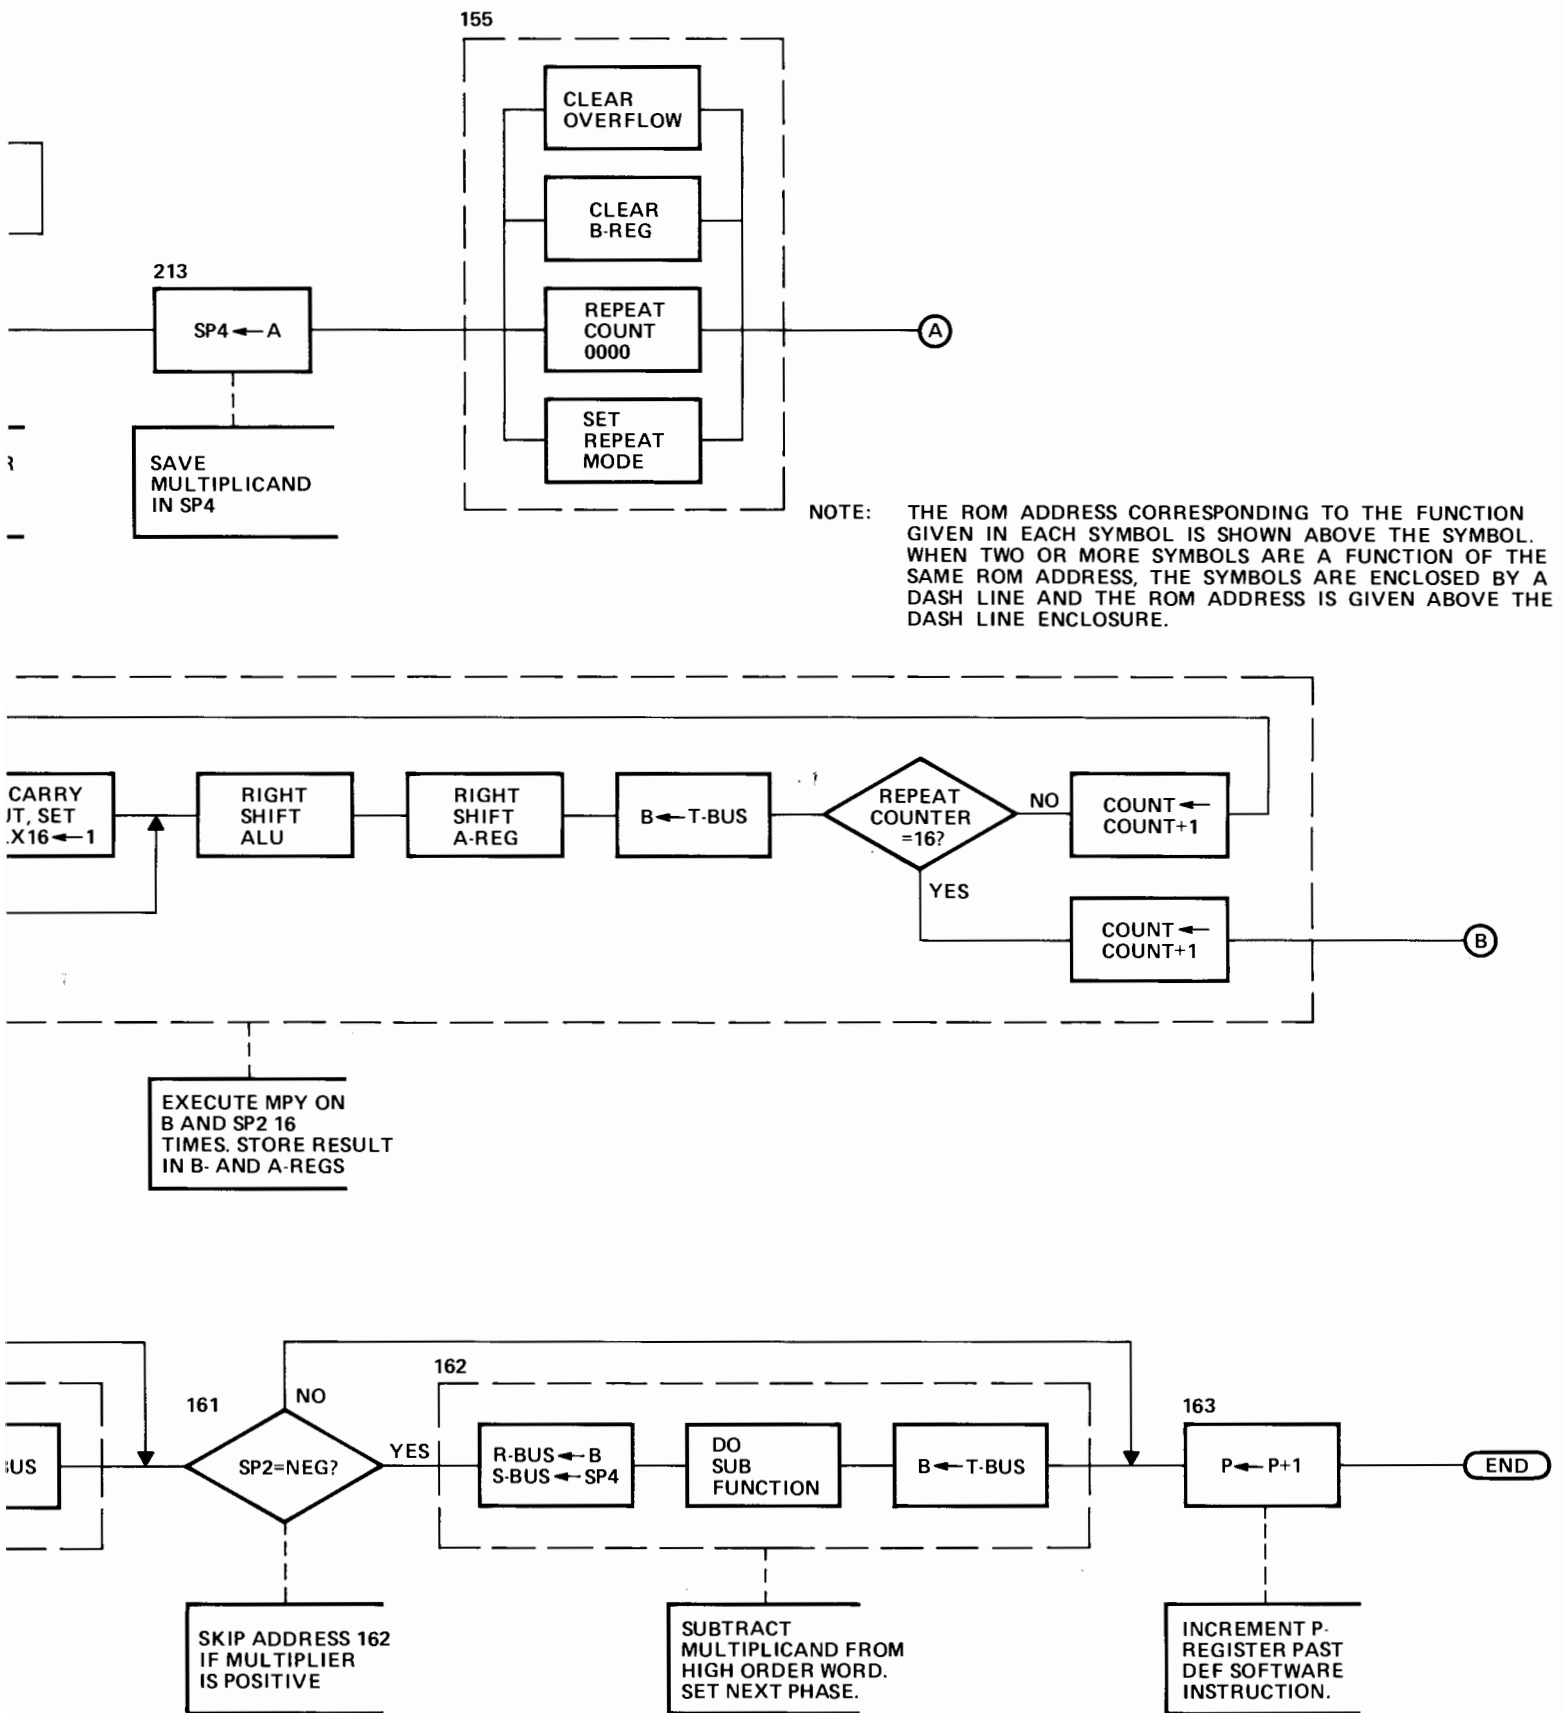 155
CLEAR
OVERFLOW
CLEAR
B-REG
213
SP4←A
REPEAT
COUNT
0000
A
SET
REPEAT
MODE
R
SAVE
MULTIPLICAND
IN SP4
NOTE: THE ROM ADDRESS CORRESPONDING TO THE FUNCTION
GIVEN IN EACH SYMBOL IS SHOWN ABOVE THE SYMBOL.
WHEN TWO OR MORE SYMBOLS ARE A FUNCTION OF THE
SAME ROM ADDRESS, THE SYMBOLS ARE ENCLOSED BY A
DASH LINE AND THE ROM ADDRESS IS GIVEN ABOVE THE
DASH LINE ENCLOSURE.
CARRY
UT, SET
.X16←1
RIGHT
SHIFT
ALU
RIGHT
SHIFT
A-REG
B←T-BUS
REPEAT
COUNTER
=16?
NO
COUNT←
COUNT+1
YES
COUNT←
COUNT+1
B
EXECUTE MPY ON
B AND SP2 16
TIMES. STORE RESULT
IN B- AND A-REGS
BUS
161
SP2=NEG?
NO
YES
162
R-BUS←B
S-BUS←SP4
DO
SUB
FUNCTION
B←T-BUS
163
P←P+1
END
SKIP ADDRESS 162
IF MULTIPLIER
IS POSITIVE
SUBTRACT
MULTIPLICAND FROM
HIGH ORDER WORD.
SET NEXT PHASE.
INCREMENT P-
REGISTER PAST
DEF SOFTWARE
INSTRUCTION.